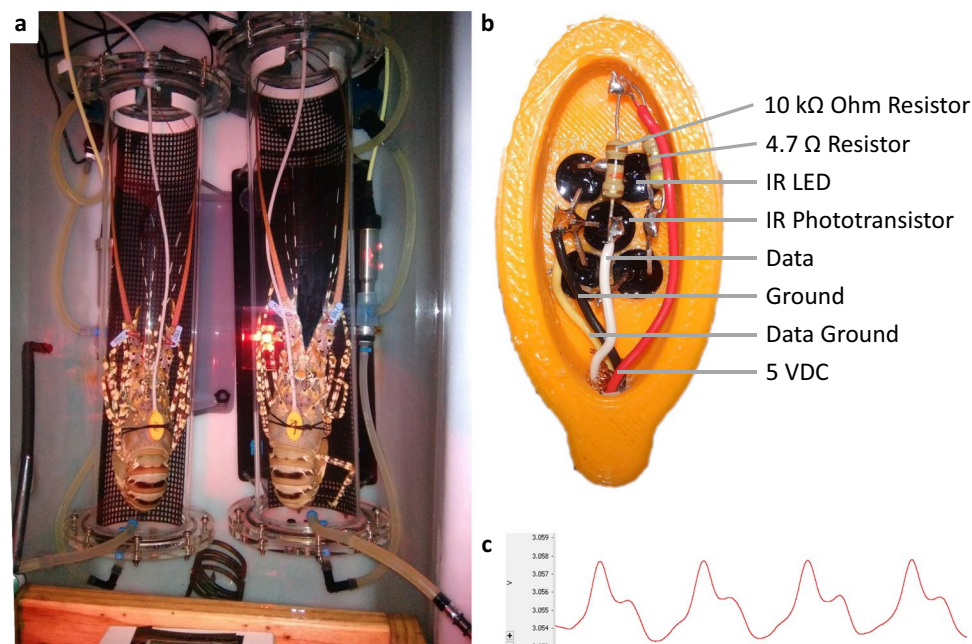 a
b
10 kΩ Ohm Resistor
4.7 Ω Resistor
IR LED
IR Phototransistor
Data
Ground
Data Ground
5 VDC
c
3.059
3.058
3.057
3.056
3.055
3.054
V
+